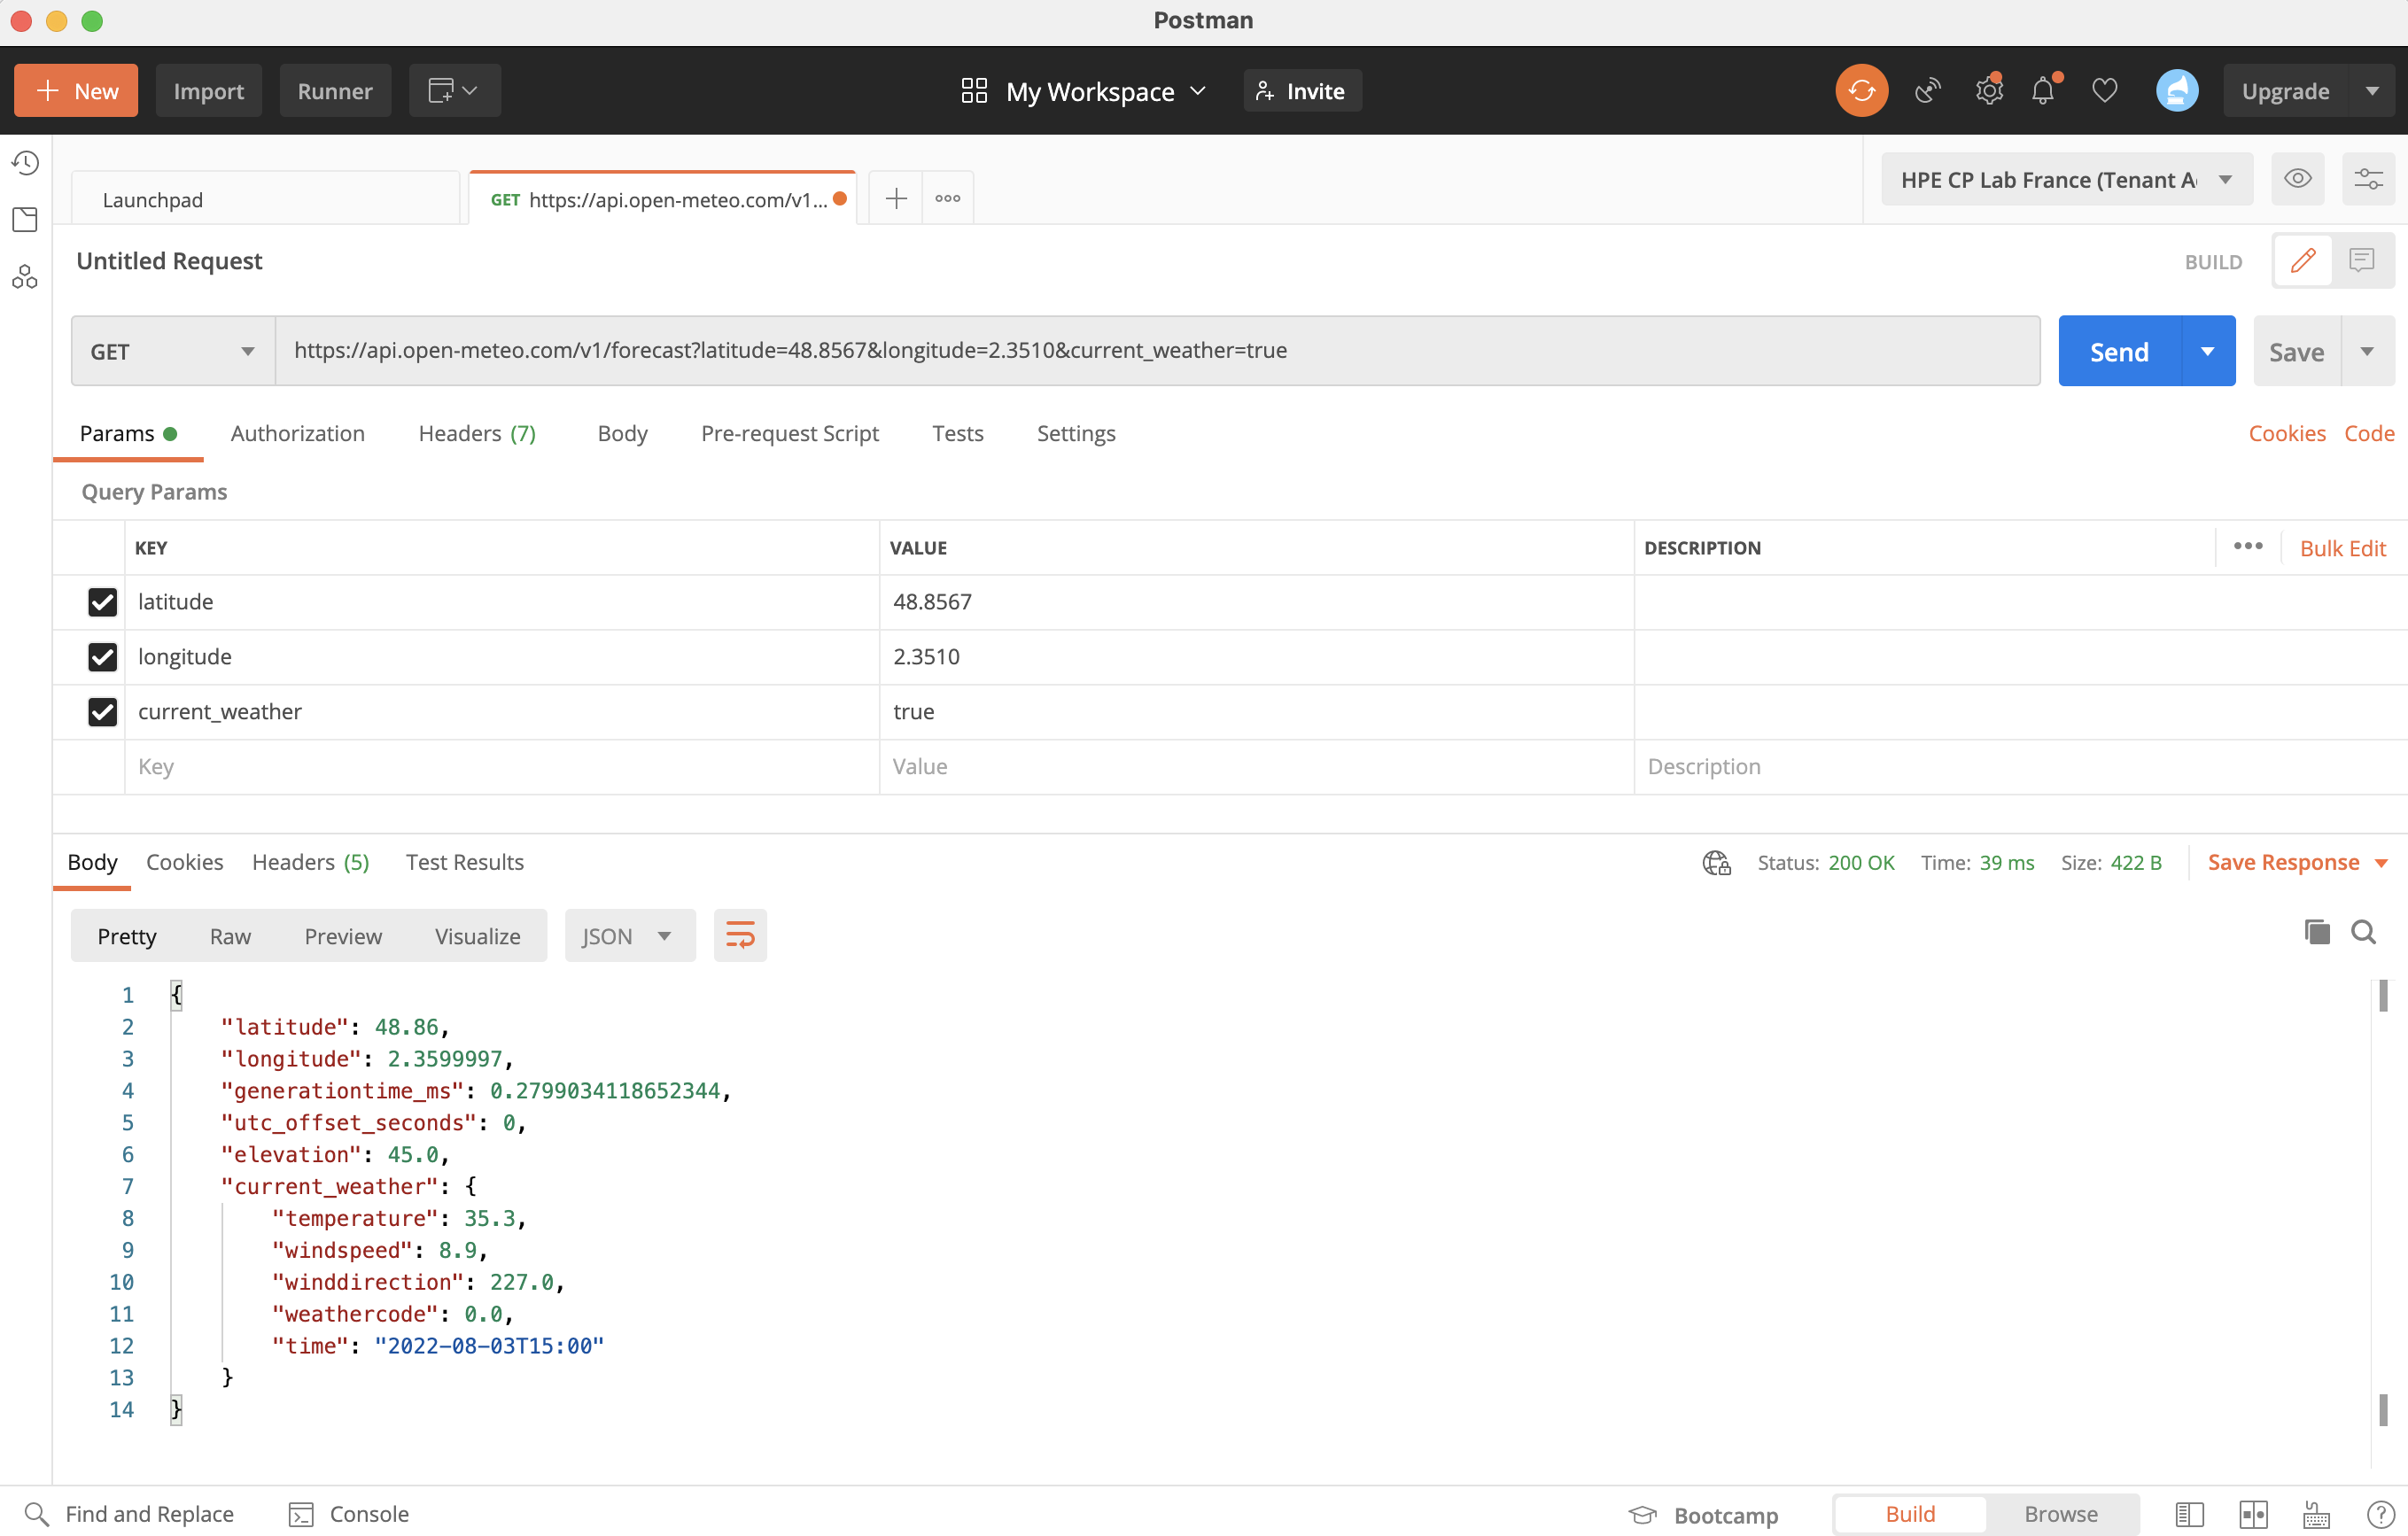 Postman
New
Import
Runner
My Workspace
Invite
Upgrade
Launchpad
GET https://api.open-meteo.com/v1...
HPE CP Lab France (Tenant A
Untitled Request
BUILD
GET
https://api.open-meteo.com/v1/forecast?latitude=48.8567&longitude=2.3510&current_weather=true
Send
Save
Params
Authorization
Headers (7)
Body
Pre-request Script
Tests
Settings
Cookies
Code
Query Params
KEY VALUE DESCRIPTION
Bulk Edit
latitude 48.8567
longitude 2.3510
current_weather true
Key Value Description
Body
Cookies
Headers (5)
Test Results
Status: 200 OK
Time: 39 ms
Size: 422 B
Save Response
Pretty
Raw
Preview
Visualize
JSON
1 {
2 "latitude": 48.86,
3 "longitude": 2.3599997,
4 "generationtime_ms": 0.2799034118652344,
5 "utc_offset_seconds": 0,
6 "elevation": 45.0,
7 "current_weather": {
8 "temperature": 35.3,
9 "windspeed": 8.9,
10 "winddirection": 227.0,
11 "weathercode": 0.0,
12 "time": "2022-08-03T15:00"
13 }
14 }
Find and Replace
Console
Bootcamp
Build
Browse